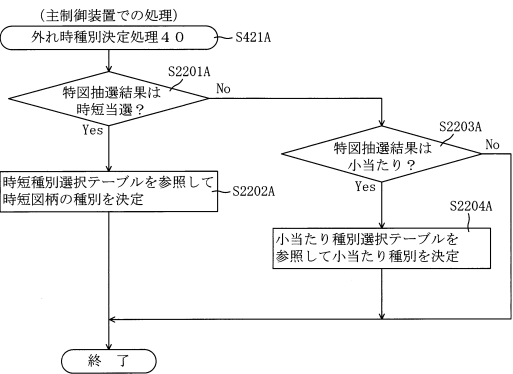 （主制御装置での処理）
外れ時種別決定処理４０
S421A
S2201A
特図抽選結果は
時短当選？
No
Yes
S2203A
特図抽選結果は
小当たり？
No
Yes
時短種別選択テーブルを参照して
時短図柄の種別を決定
S2202A
S2204A
小当たり種別選択テーブルを
参照して小当たり種別を決定
終 了